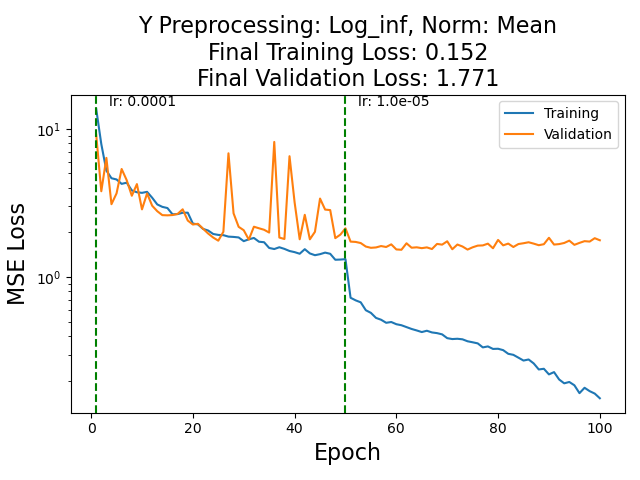 Y Preprocessing: Log_inf, Norm: Mean
Final Training Loss: 0.152
Final Validation Loss: 1.771
lr: 0.0001
lr: 1.0e-05
Training
Validation
10¹
10⁰
MSE Loss
0
20
40
60
80
100
Epoch